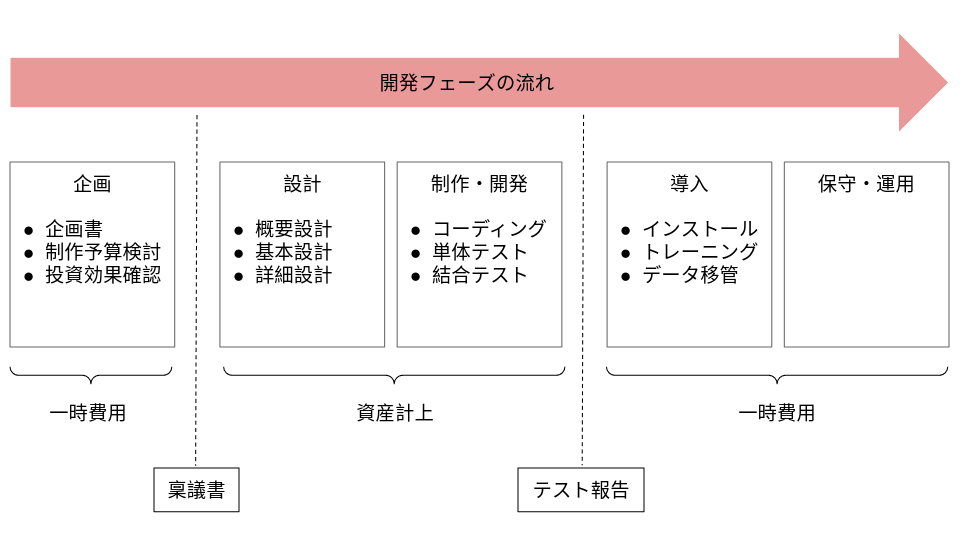 開発フェーズの流れ
企画
● 企画書
● 制作予算検討
● 投資効果確認
設計
● 概要設計
● 基本設計
● 詳細設計
制作・開発
● コーディング
● 単体テスト
● 結合テスト
導入
● インストール
● トレーニング
● データ移管
保守・運用
一時費用
資産計上
一時費用
稟議書
テスト報告